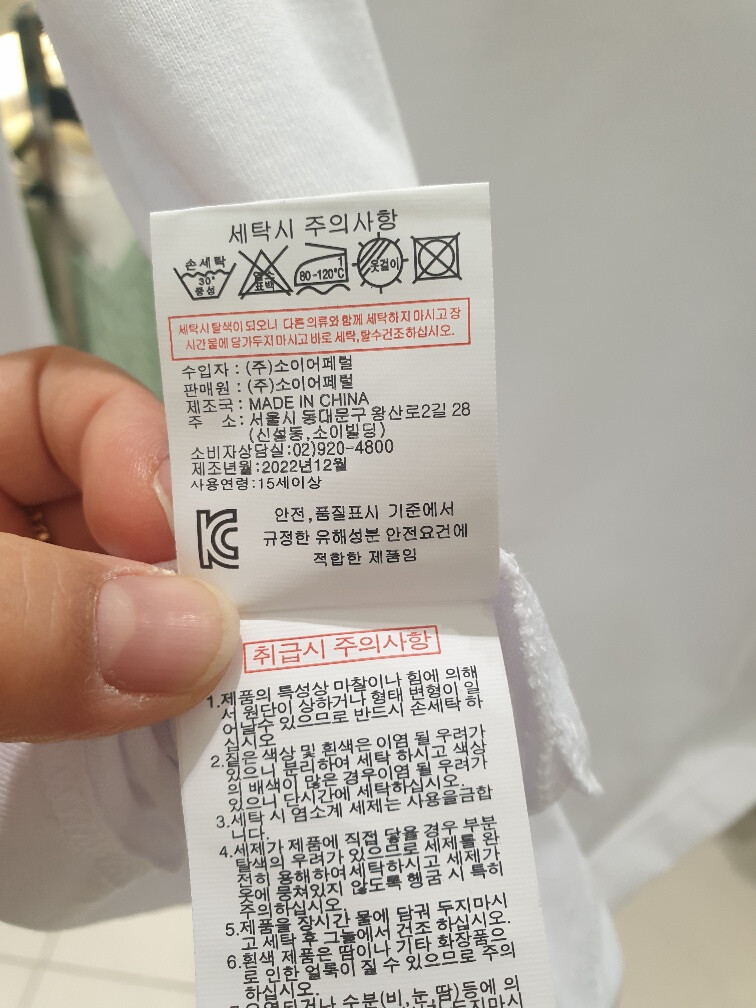 세탁시 주의사항
손세탁
30°
중성
염소
표백
1
80-120℃
옷걸이
세탁시 탈색이 되오니 다른 의류와 함께 세탁하지 마시고 장
시간 물에 담가두지 마시고 바로 세탁,탈수건조하십시오.
수입자 : (주)소이어페럴
판매원 : (주)소이어페럴
제조국 : MADE IN CHINA
주 소 : 서울시 동대문구 왕산로2길 28
(신설동,소이빌딩)
소비자상담실:02)920-4800
제조년월:2022년12월
사용연령:15세이상
안전,품질표시 기준에서
규정한 유해성분 안전요건에
적합한 제품임
취급시 주의사항
1.제품의 특성상 마찰이나 힘에 의해
서 원단이 상하거나 형태 변형이 일
어날수 있으므로 반드시 손세탁 하
십시오.
2.짙은 색상 및 흰색은 이염 될 우려가
있으니 분리하여 세탁 하시고 색상
의 배색이 많은 경우이염 될 우려가
있으니 단시간에 세탁하십시오.
3.세탁 시 염소계 세제는 사용을금합
니다.
4.세제가 제품에 직접 닿을 경우 부분
탈색의 우려가 있으므로 세제를 완
전히 용해하여세탁하시고 세제가
옷에 뭉쳐있지 않도록 헹굼 시 특히
주의하십시오.
5.제품을 장시간 물에 담궈 두지마시
고 세탁 후 그늘에서 건조 하십시오.
6.흰색 제품은 땀이나 기타 화장품으
로 인한 얼룩이 질 수 있으므로 주의
하십시오.
수분(비,눈,땀)등에 의
두지마시